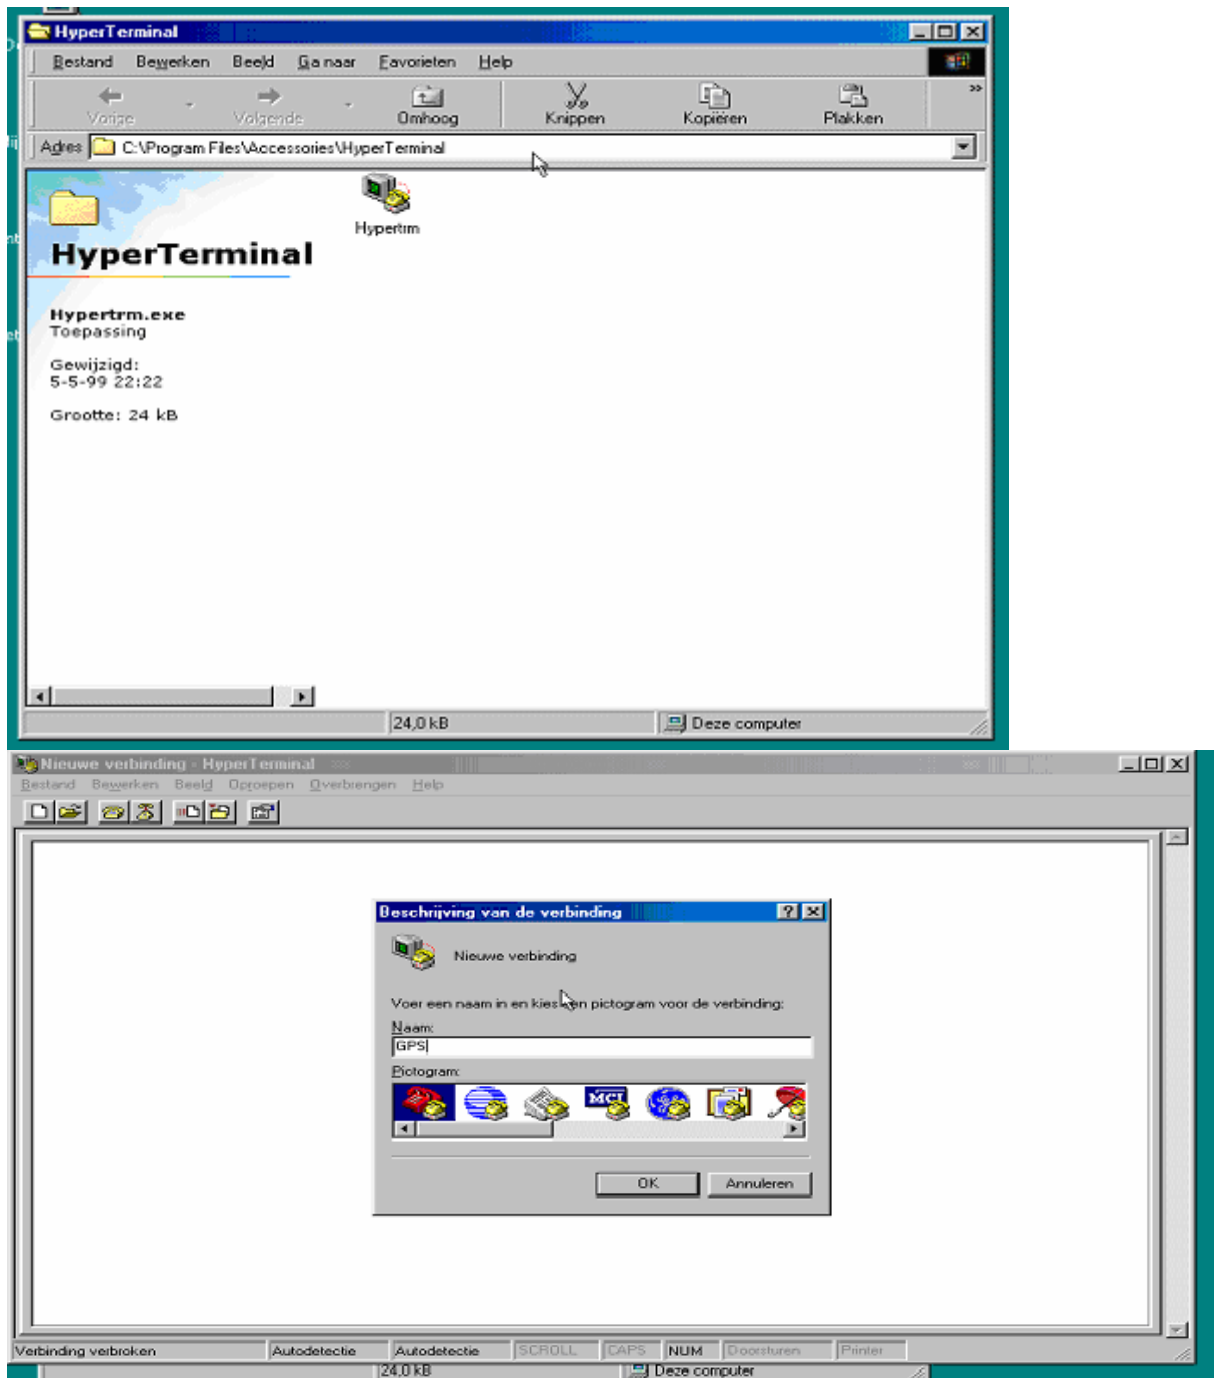 HyperTerminal
Bestand Bewerken Beeld Ga naar Favorieten Help
Vorige Volgende Omhoog Knippen Kopiëren Plakken »
Adres C:\Program Files\Accessories\HyperTerminal
Hypertrm
HyperTerminal
Hypertrm.exe
Toepassing
Gewijzigd:
5-5-99 22:22
Grootte: 24 kB
24,0 kB Deze computer
Nieuwe verbinding - HyperTerminal
Bestand Bewerken Beeld Oproepen Overbrengen Help
Beschrijving van de verbinding
Nieuwe verbinding
Voer een naam in en kies een pictogram voor de verbinding:
Naam:
GPS
Pictogram:
MCI
OK Annuleren
Verbinding verbroken Autodetectie Autodetectie SCROLL CAPS NUM Doorsturen Printer
24,0 kB Deze computer